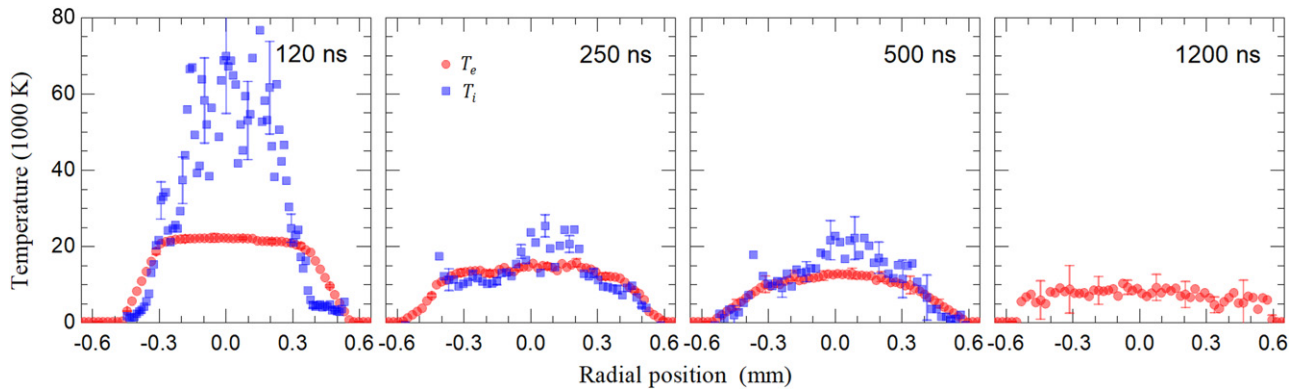 Temperature (1000 K)
80
60
40
20
0
120 ns
250 ns
500 ns
1200 ns
Te
Ti
-0.6 -0.3 0.0 0.3 0.6
-0.6 -0.3 0.0 0.3 0.6
-0.6 -0.3 0.0 0.3 0.6
-0.6 -0.3 0.0 0.3 0.6
Radial position (mm)